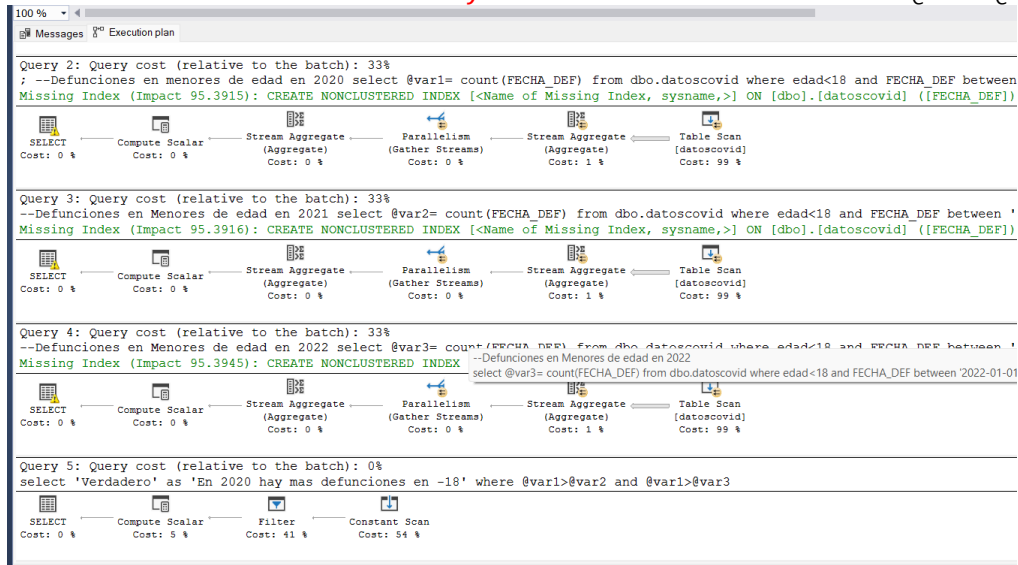 100 %
Messages Execution plan
Query 2: Query cost (relative to the batch): 33%
; --Defunciones en menores de edad en 2020 select @var1= count(FECHA_DEF) from dbo.datoscovid where edad<18 and FECHA_DEF between
Missing Index (Impact 95.3915): CREATE NONCLUSTERED INDEX [<Name of Missing Index, sysname,>] ON [dbo].[datoscovid] ([FECHA_DEF])
SELECT Compute Scalar Stream Aggregate Parallelism Stream Aggregate Table Scan
(Aggregate) (Gather Streams) (Aggregate) [datoscovid]
Cost: 0 % Cost: 0 % Cost: 0 % Cost: 0 % Cost: 1 % Cost: 99 %
Query 3: Query cost (relative to the batch): 33%
--Defunciones en Menores de edad en 2021 select @var2= count(FECHA_DEF) from dbo.datoscovid where edad<18 and FECHA_DEF between '
Missing Index (Impact 95.3916): CREATE NONCLUSTERED INDEX [<Name of Missing Index, sysname,>] ON [dbo].[datoscovid] ([FECHA_DEF])
SELECT Compute Scalar Stream Aggregate Parallelism Stream Aggregate Table Scan
(Aggregate) (Gather Streams) (Aggregate) [datoscovid]
Cost: 0 % Cost: 0 % Cost: 0 % Cost: 0 % Cost: 1 % Cost: 99 %
Query 4: Query cost (relative to the batch): 33%
--Defunciones en Menores de edad en 2022 select @var3= count(FECHA_DEF) from dbo.datoscovid where edad<18 and FECHA_DEF between '
Missing Index (Impact 95.3945): CREATE NONCLUSTERED INDEX
--Defunciones en Menores de edad en 2022
select @var3= count(FECHA_DEF) from dbo.datoscovid where edad<18 and FECHA_DEF between '2022-01-01
SELECT Compute Scalar Stream Aggregate Parallelism Stream Aggregate Table Scan
(Aggregate) (Gather Streams) (Aggregate) [datoscovid]
Cost: 0 % Cost: 0 % Cost: 0 % Cost: 0 % Cost: 1 % Cost: 99 %
Query 5: Query cost (relative to the batch): 0%
select 'Verdadero' as 'En 2020 hay mas defunciones en -18' where @var1>@var2 and @var1>@var3
SELECT Compute Scalar Filter Constant Scan
Cost: 0 % Cost: 5 % Cost: 41 % Cost: 54 %